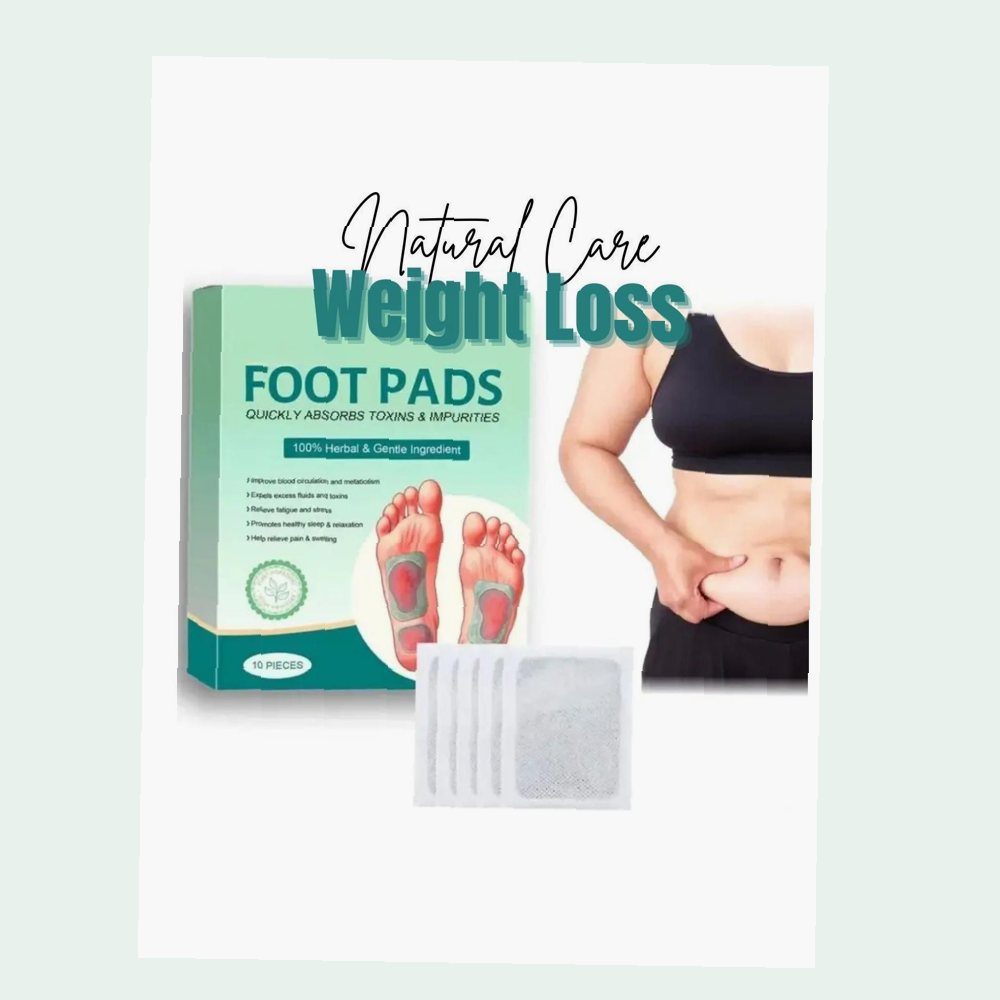 Natural Care
Weight Loss
FOOT PADS
QUICKLY ABSORBS TOXINS & IMPURITIES
100% Herbal & Gentle Ingredient
Improve blood circulation and metabolism
Expels excess fluids and toxins
Relieve fatigue and stress
Promotes healthy sleep & relaxation
Help relieve pain & swelling
10 PIECES